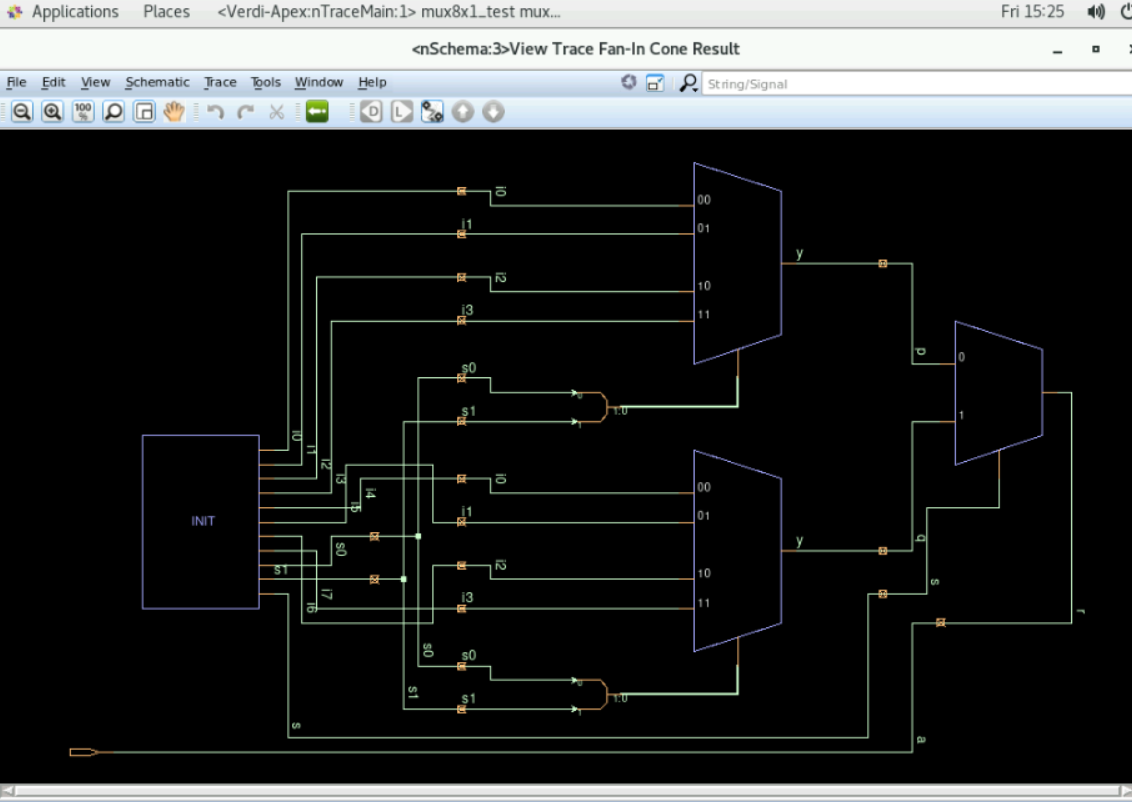 Applications Places <Verdi-Apex:nTraceMain:1> mux8x1_test mux... Fri 15:25
<nSchema:3>View Trace Fan-In Cone Result
File Edit View Schematic Trace Tools Window Help String/Signal
100 %
D L
i0
00
i1
01
y
i2
10
i3
11
p
0
s0
1:0
s1
1
i0
i1
i2
i3
i4
i5
i0
00
INIT
i1
01
s0
y
q
s1
i2
10
s
i7
i6
i3
11
r
s0
s0
s1
s1
1:0
s
a